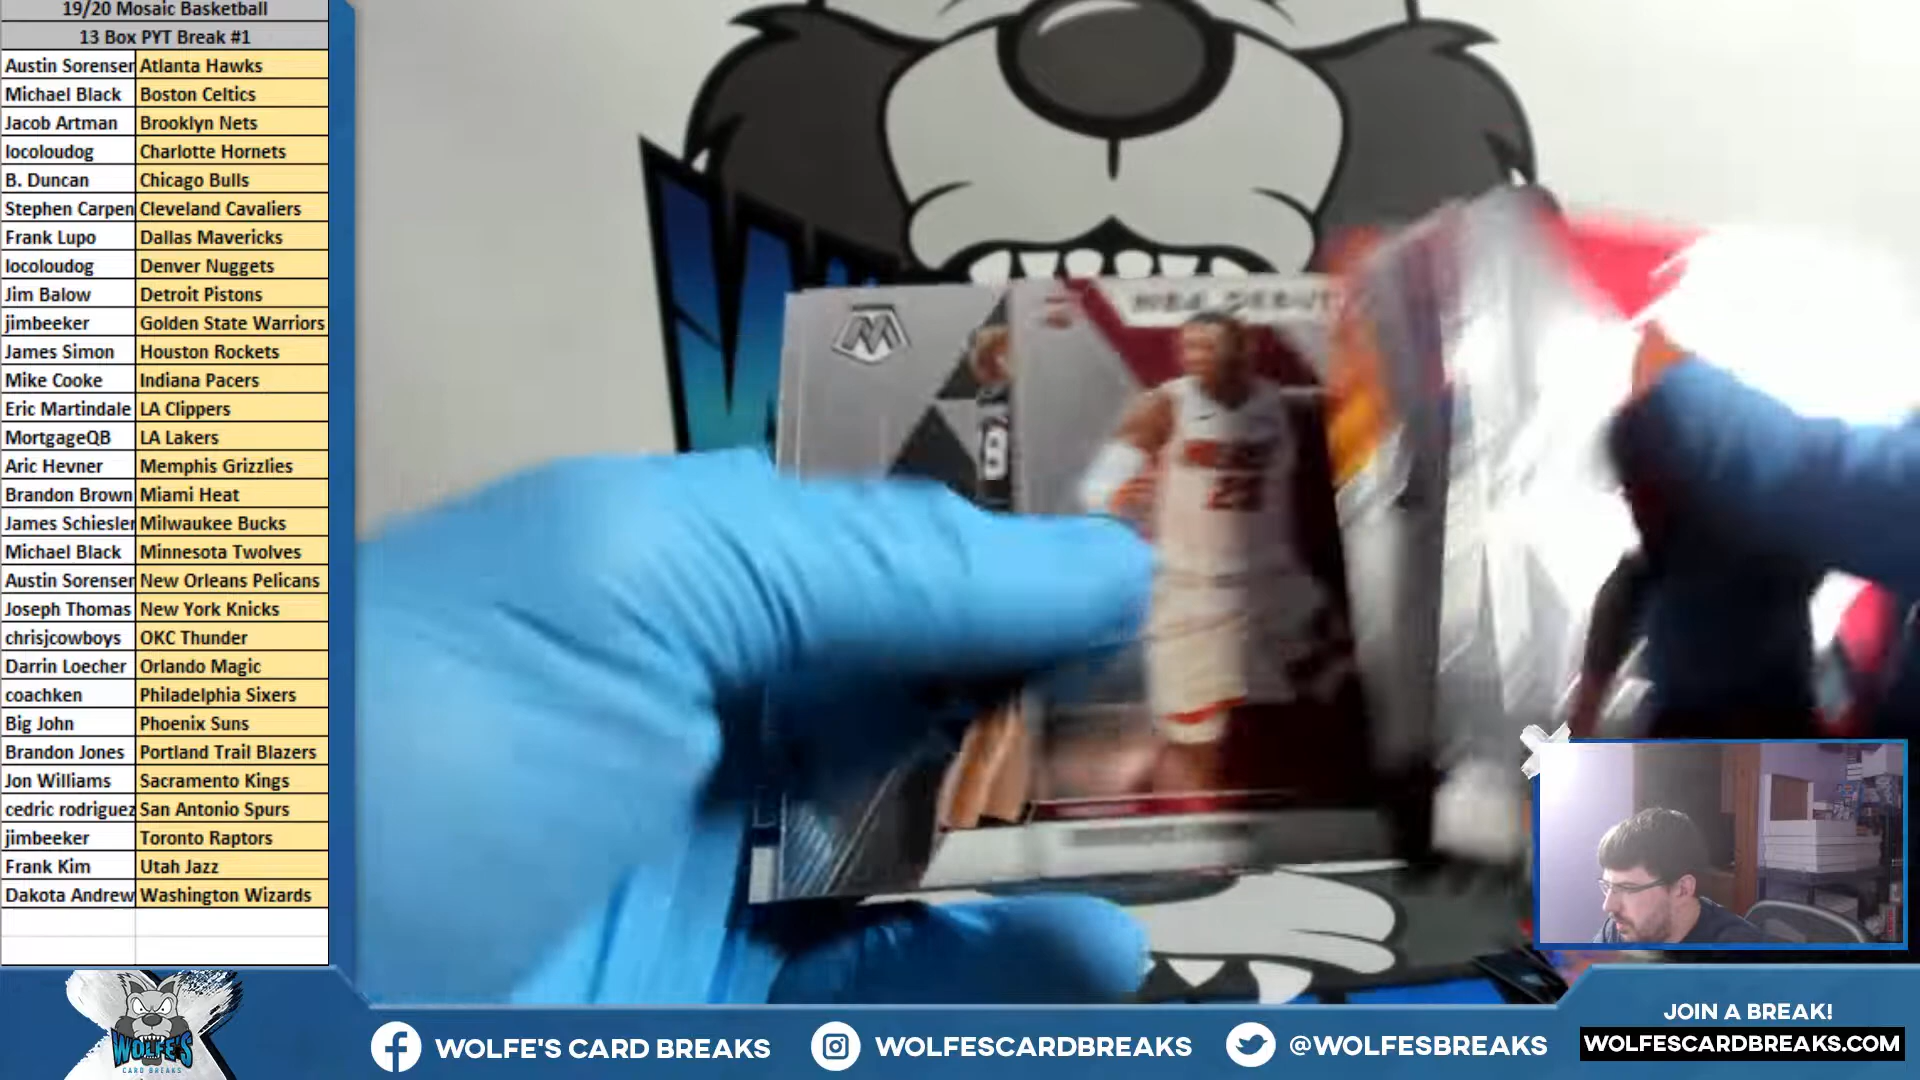 19/20 Mosaic Basketball
13 Box PYT Break #1
Austin Sorenser Atlanta Hawks
Michael Black Boston Celtics
Jacob Artman Brooklyn Nets
locoloudog Charlotte Hornets
B. Duncan Chicago Bulls
Stephen Carpen Cleveland Cavaliers
Frank Lupo Dallas Mavericks
locoloudog Denver Nuggets
Jim Balow Detroit Pistons
jimbeeker Golden State Warriors
James Simon Houston Rockets
Mike Cooke Indiana Pacers
Eric Martindale LA Clippers
MortgageQB LA Lakers
Aric Hevner Memphis Grizzlies
Brandon Brown Miami Heat
James Schiesler Milwaukee Bucks
Michael Black Minnesota Twolves
Austin Sorenser New Orleans Pelicans
Joseph Thomas New York Knicks
chrisjcowboys OKC Thunder
Darrin Loecher Orlando Magic
coachken Philadelphia Sixers
Big John Phoenix Suns
Brandon Jones Portland Trail Blazers
Jon Williams Sacramento Kings
cedric rodriguez San Antonio Spurs
jimbeeker Toronto Raptors
Frank Kim Utah Jazz
Dakota Andrew Washington Wizards
NBA DEBUT
8
WOLFE'S
CARD BREAKS
WOLFE'S CARD BREAKS
WOLFESCARDBREAKS
@WOLFESBREAKS
JOIN A BREAK!
WOLFESCARDBREAKS.COM